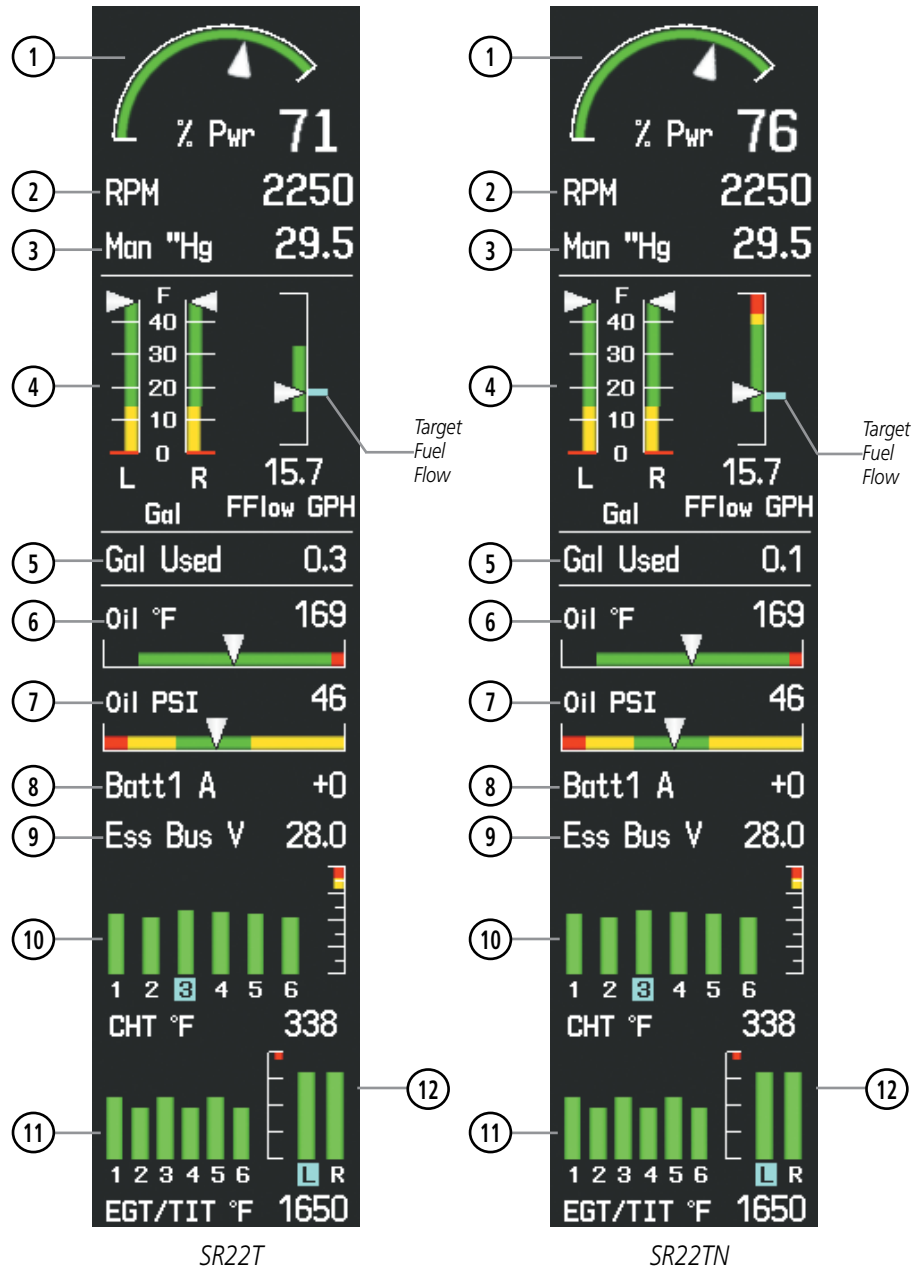 1
% Pwr 71
2
RPM 2250
3
Man "Hg 29.5
F
40
30
4
20
10
0
L R
Gal
15.7
FFlow GPH
Target
Fuel
Flow
5
Gal Used 0.3
6
Oil °F 169
7
Oil PSI 46
8
Batt1 A +0
9
Ess Bus V 28.0
10
1 2 3 4 5 6
CHT °F 338
11
12
1 2 3 4 5 6 L R
EGT/TIT °F 1650
SR22T
1
% Pwr 76
2
RPM 2250
3
Man "Hg 29.5
F
40
30
4
20
10
0
L R
Gal
15.7
FFlow GPH
Target
Fuel
Flow
5
Gal Used 0.1
6
Oil °F 169
7
Oil PSI 46
8
Batt1 A +0
9
Ess Bus V 28.0
10
1 2 3 4 5 6
CHT °F 338
11
12
1 2 3 4 5 6 L R
EGT/TIT °F 1650
SR22TN